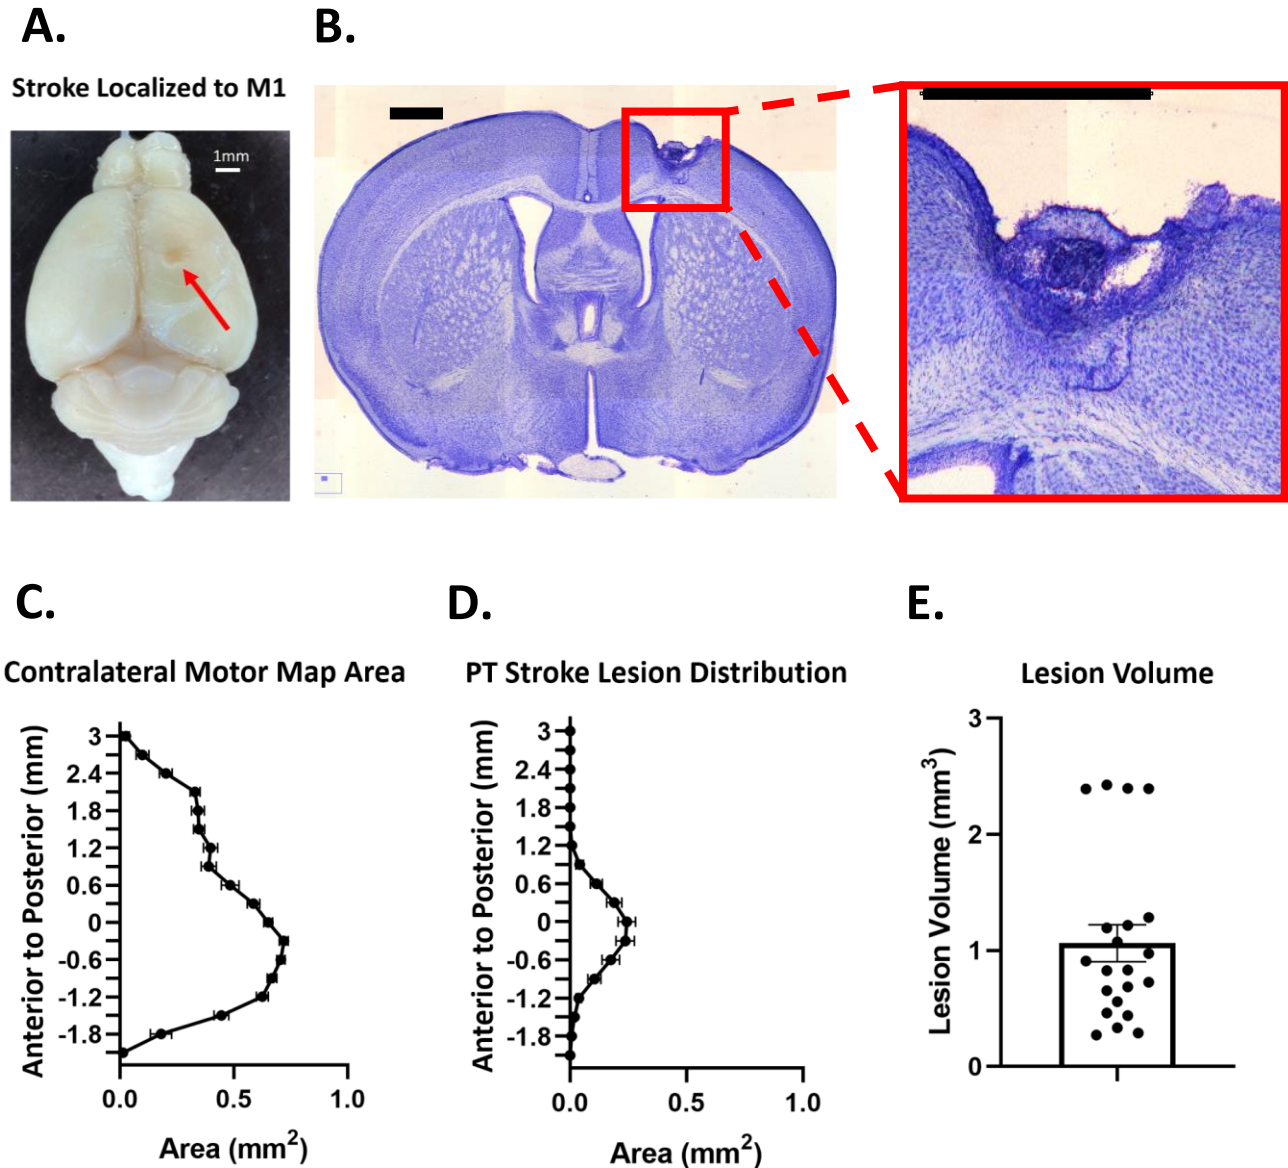 A.
B.
Stroke Localized to M1
1mm
C.
D.
E.
Contralateral Motor Map Area
PT Stroke Lesion Distribution
Lesion Volume
Anterior to Posterior (mm)
3
2.4
1.8
1.2
0.6
0
-0.6
-1.2
-1.8
0.0
0.5
1.0
Area (mm²)
Anterior to Posterior (mm)
3
2.4
1.8
1.2
0.6
0
-0.6
-1.2
-1.8
0.0
0.5
1.0
Area (mm²)
Lesion Volume (mm³)
3
2
1
0